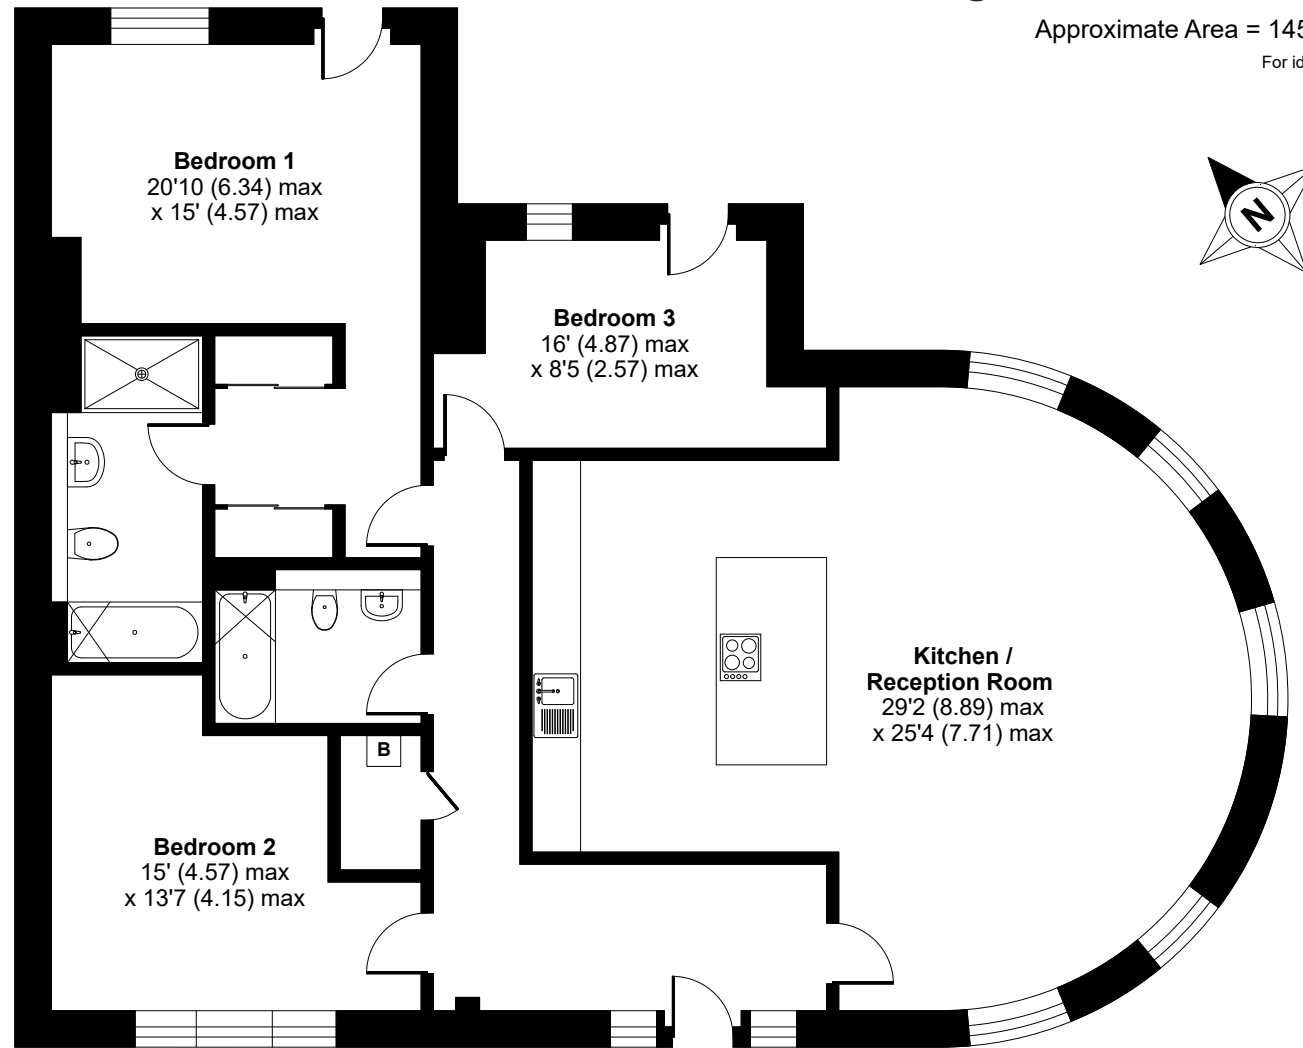 Approximate Area = 145
For id
N
Bedroom 1
20'10 (6.34) max
x 15' (4.57) max
Bedroom 3
16' (4.87) max
x 8'5 (2.57) max
Kitchen /
Reception Room
29'2 (8.89) max
x 25'4 (7.71) max
B
Bedroom 2
15' (4.57) max
x 13'7 (4.15) max